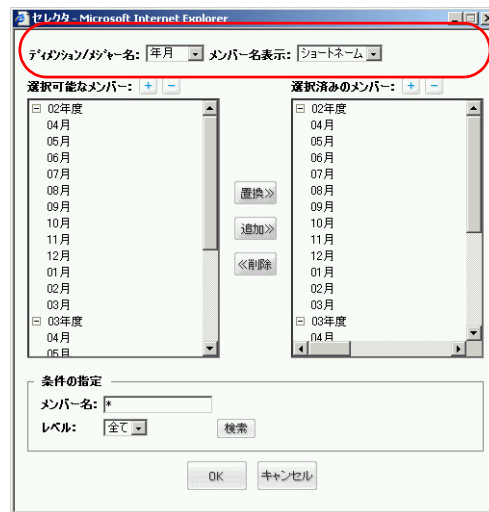 セレクタ - Microsoft Internet Explorer
ディメンション/メジャー名: 年月 メンバー名表示: ショートネーム
選択可能なメンバー: + - 選択済みのメンバー: + -
02年度 02年度
04月 04月
05月 05月
06月 06月
07月 07月
08月 置換≫ 08月
09月 09月
10月 追加≫ 10月
11月 11月
12月 12月
01月 ≪削除 01月
02月 02月
03月 03月
03年度 03年度
04月 04月
05月
条件の指定
メンバー名: *
レベル: 全て 検索
OK キャンセル